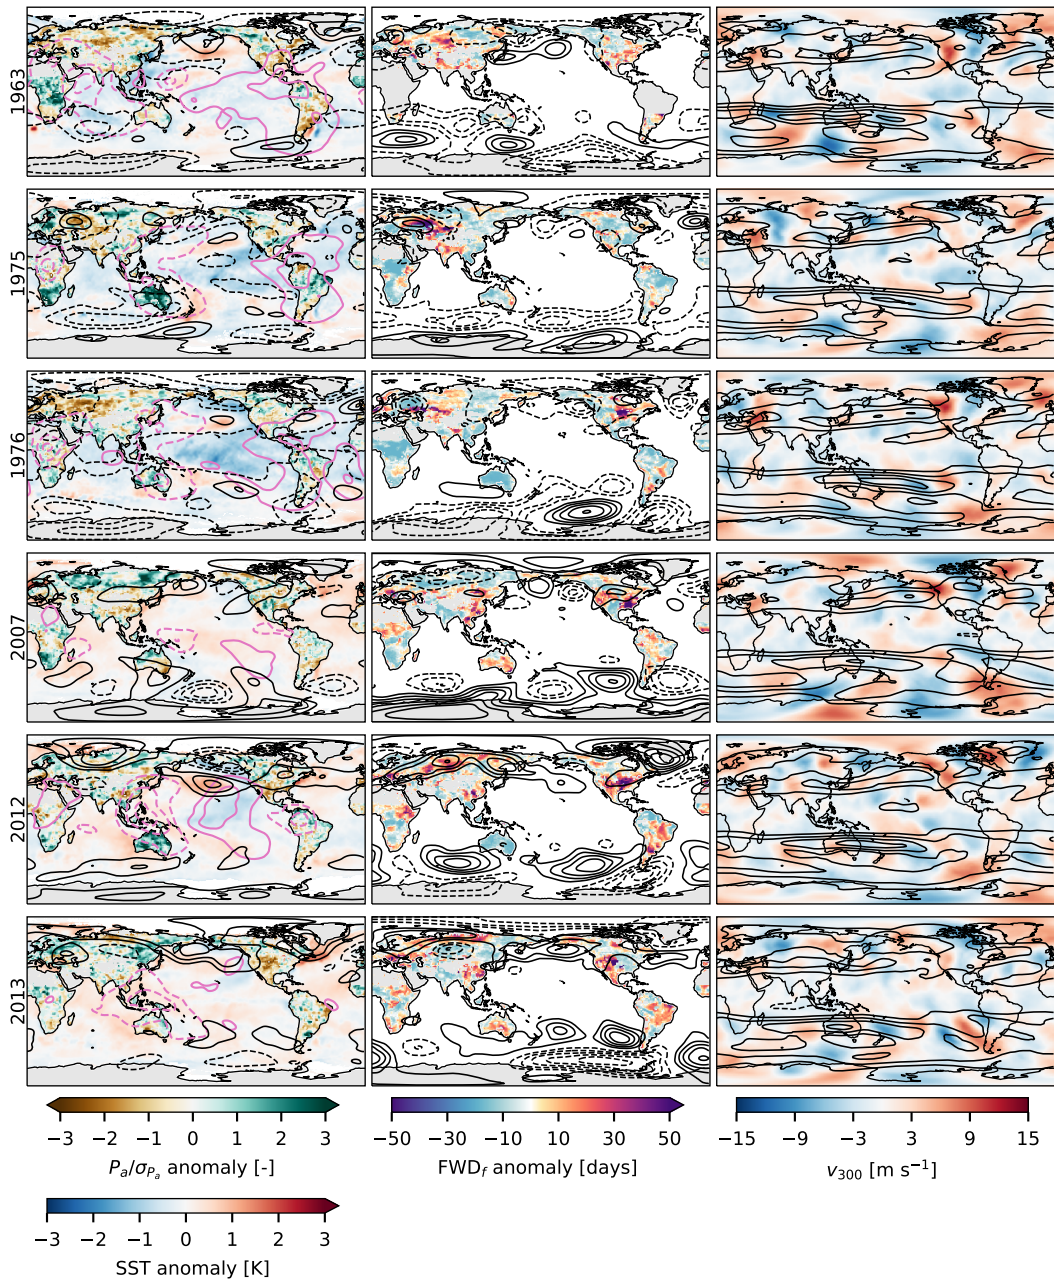 1963
1975
1976
2007
2012
2013
−3 −2 −1 0 1 2 3
P_a/σ_{P_a} anomaly [-]
−50 −30 −10 10 30 50
FWD_f anomaly [days]
−15 −9 −3 3 9 15
v_{300} [m s^{−1}]
−3 −2 −1 0 1 2 3
SST anomaly [K]